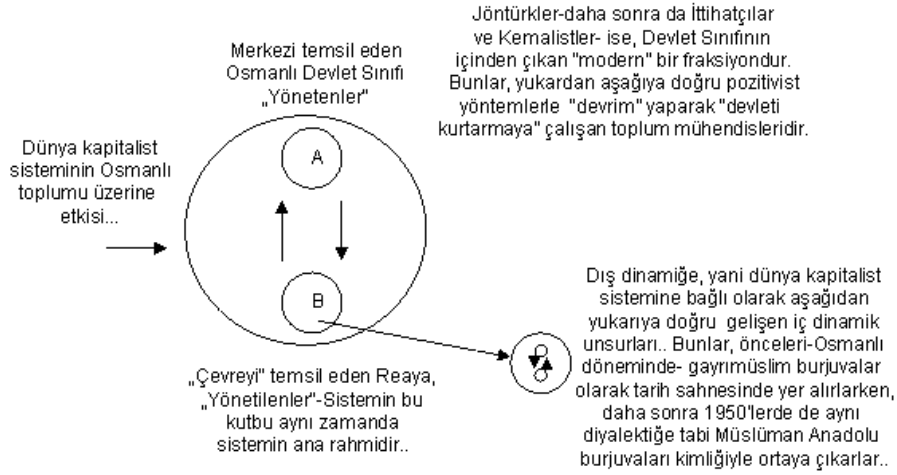 Jöntürkler-daha sonra da İttihatçılar
ve Kemalistler- ise, Devlet Sınıfının
içinden çıkan "modern" bir fraksiyondur.
Bunlar, yukardan aşağıya doğru pozitivist
yöntemlerle "devrim" yaparak "devleti
kurtarmaya" çalışan toplum mühendisleridir.
Merkezi temsil eden
Osmanlı Devlet Sınıfı
„Yönetenler"
Dünya kapitalist
sisteminin Osmanlı
toplumu üzerine
etkisi...
A
B
„Çevreyi" temsil eden Reaya,
„Yönetilenler"-Sistemin bu
kutbu aynı zamanda
sistemin ana rahmidir..
Dış dinamiğe, yani dünya kapitalist
sistemine bağlı olarak aşağıdan
yukarıya doğru gelişen iç dinamik
unsurları.. Bunlar, önceleri-Osmanlı
döneminde- gayrımüslim burjuvalar
olarak tarih sahnesinde yer alırlarken,
daha sonra 1950'lerde de aynı
diyalektiğe tabi Müslüman Anadolu
burjuvaları kimliğiyle ortaya çıkarlar..